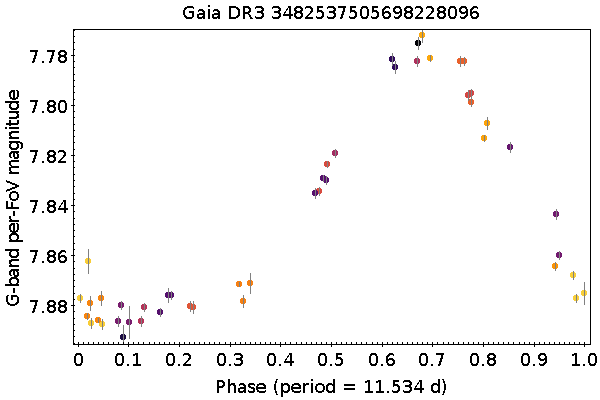 Gaia DR3 3482537505698228096
G-band per-FoV magnitude
7.78
7.80
7.82
7.84
7.86
7.88
0 0.1 0.2 0.3 0.4 0.5 0.6 0.7 0.8 0.9 1.0
Phase (period = 11.534 d)